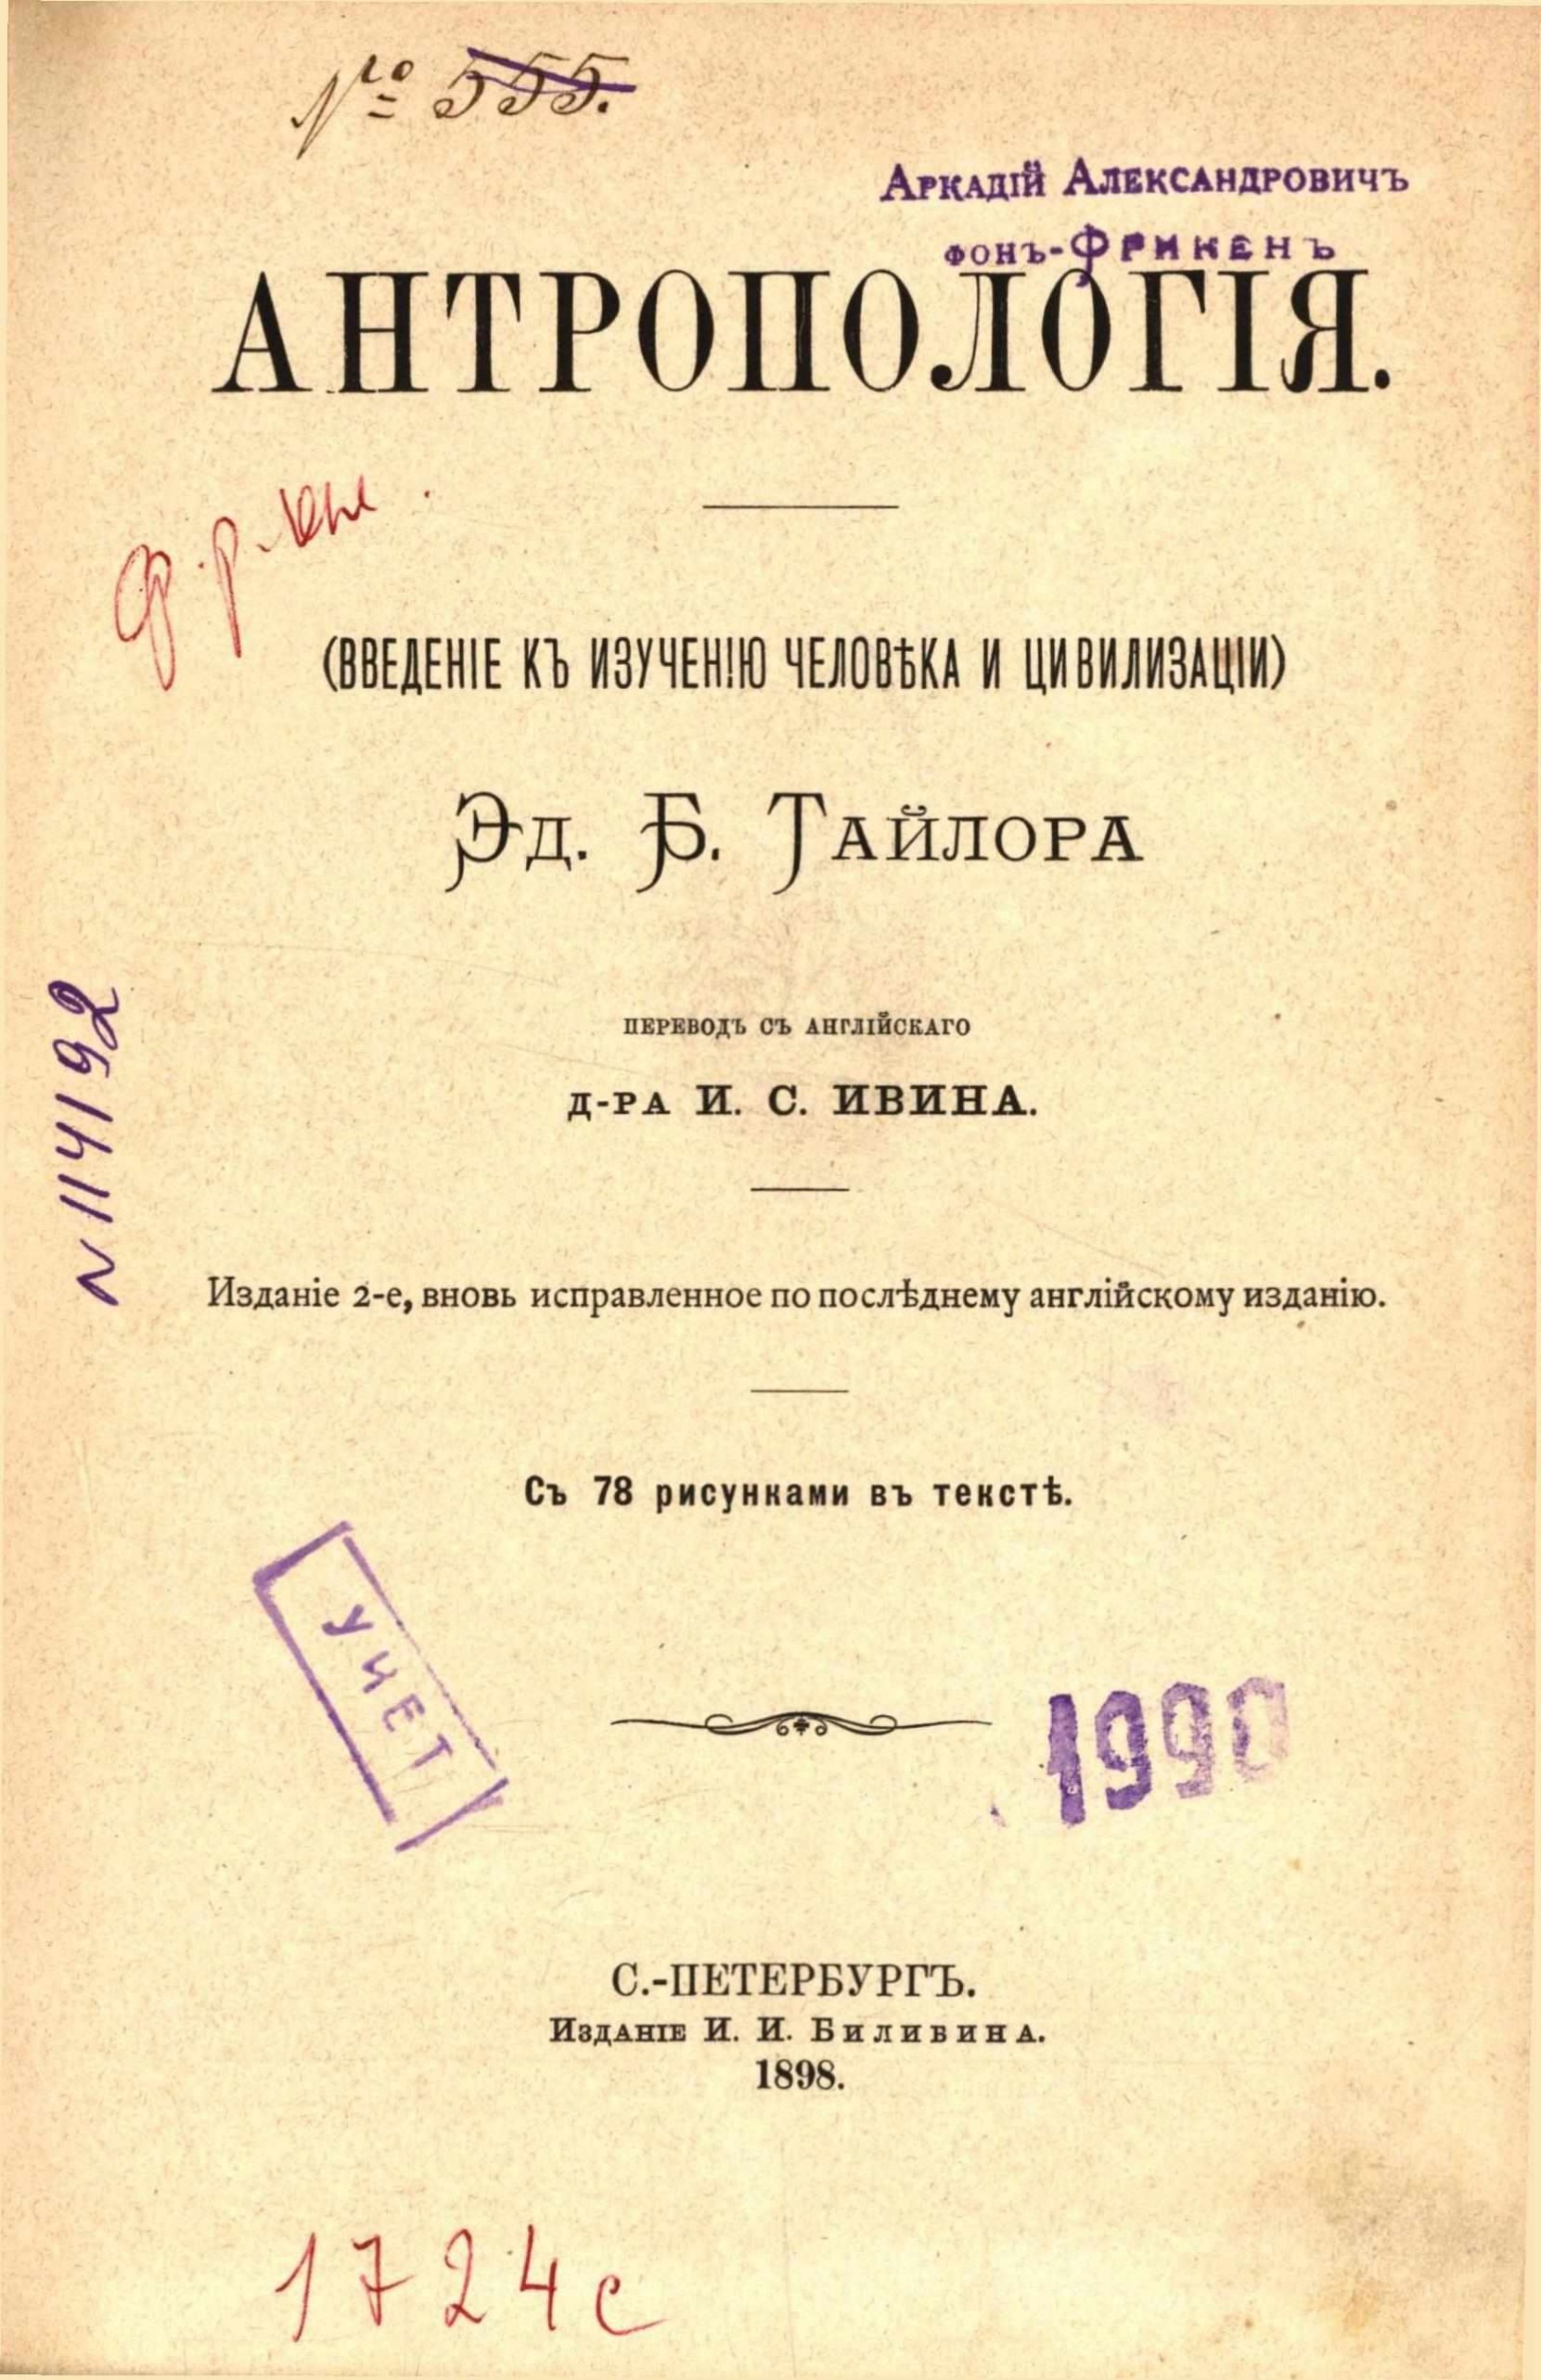 № 555.
Аркадій Александровичъ
фонъ-Фрикенъ
АНТРОПОЛОГІЯ.
(ВВЕДЕНІЕ КЪ ИЗУЧЕНІЮ ЧЕЛОВѢКА И ЦИВИЛИЗАЦІИ)
Эд. Б. Тайлора
ПЕРЕВОДЪ СЪ АНГЛІЙСКАГО
Д-РА И. С. ИВИНА.
N 114192
Изданіе 2-е, вновь исправленное по послѣднему англійскому изданію.
Съ 78 рисунками въ текстѣ.
УЧЕТ
1990
С.-ПЕТЕРБУРГЪ.
Изданіе И. И. Биливина.
1898.
1724 с